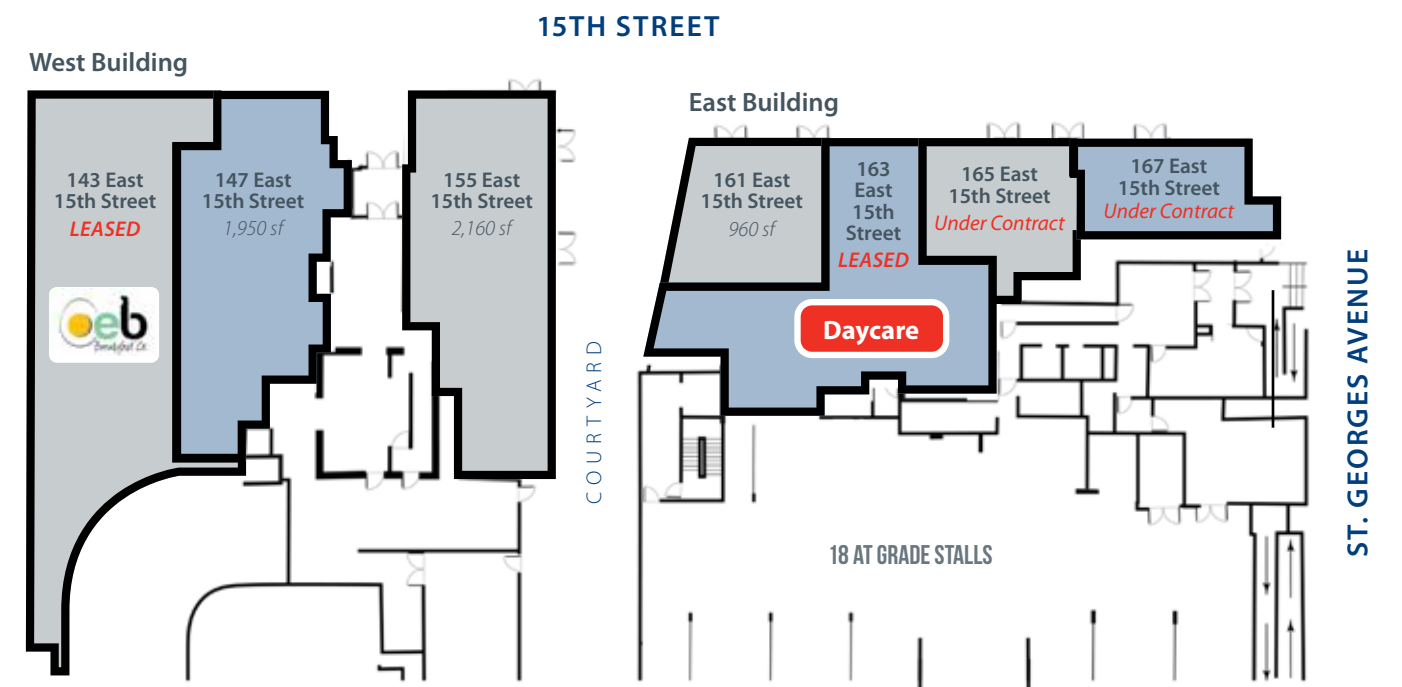 15TH STREET
West Building
143 East
15th Street
LEASED
eb
Breakfast Co.
147 East
15th Street
1,950 sf
155 East
15th Street
2,160 sf
COURTYARD
East Building
161 East
15th Street
960 sf
163
East
15th
Street
LEASED
Daycare
165 East
15th Street
Under Contract
167 East
15th Street
Under Contract
18 AT GRADE STALLS
ST. GEORGES AVENUE